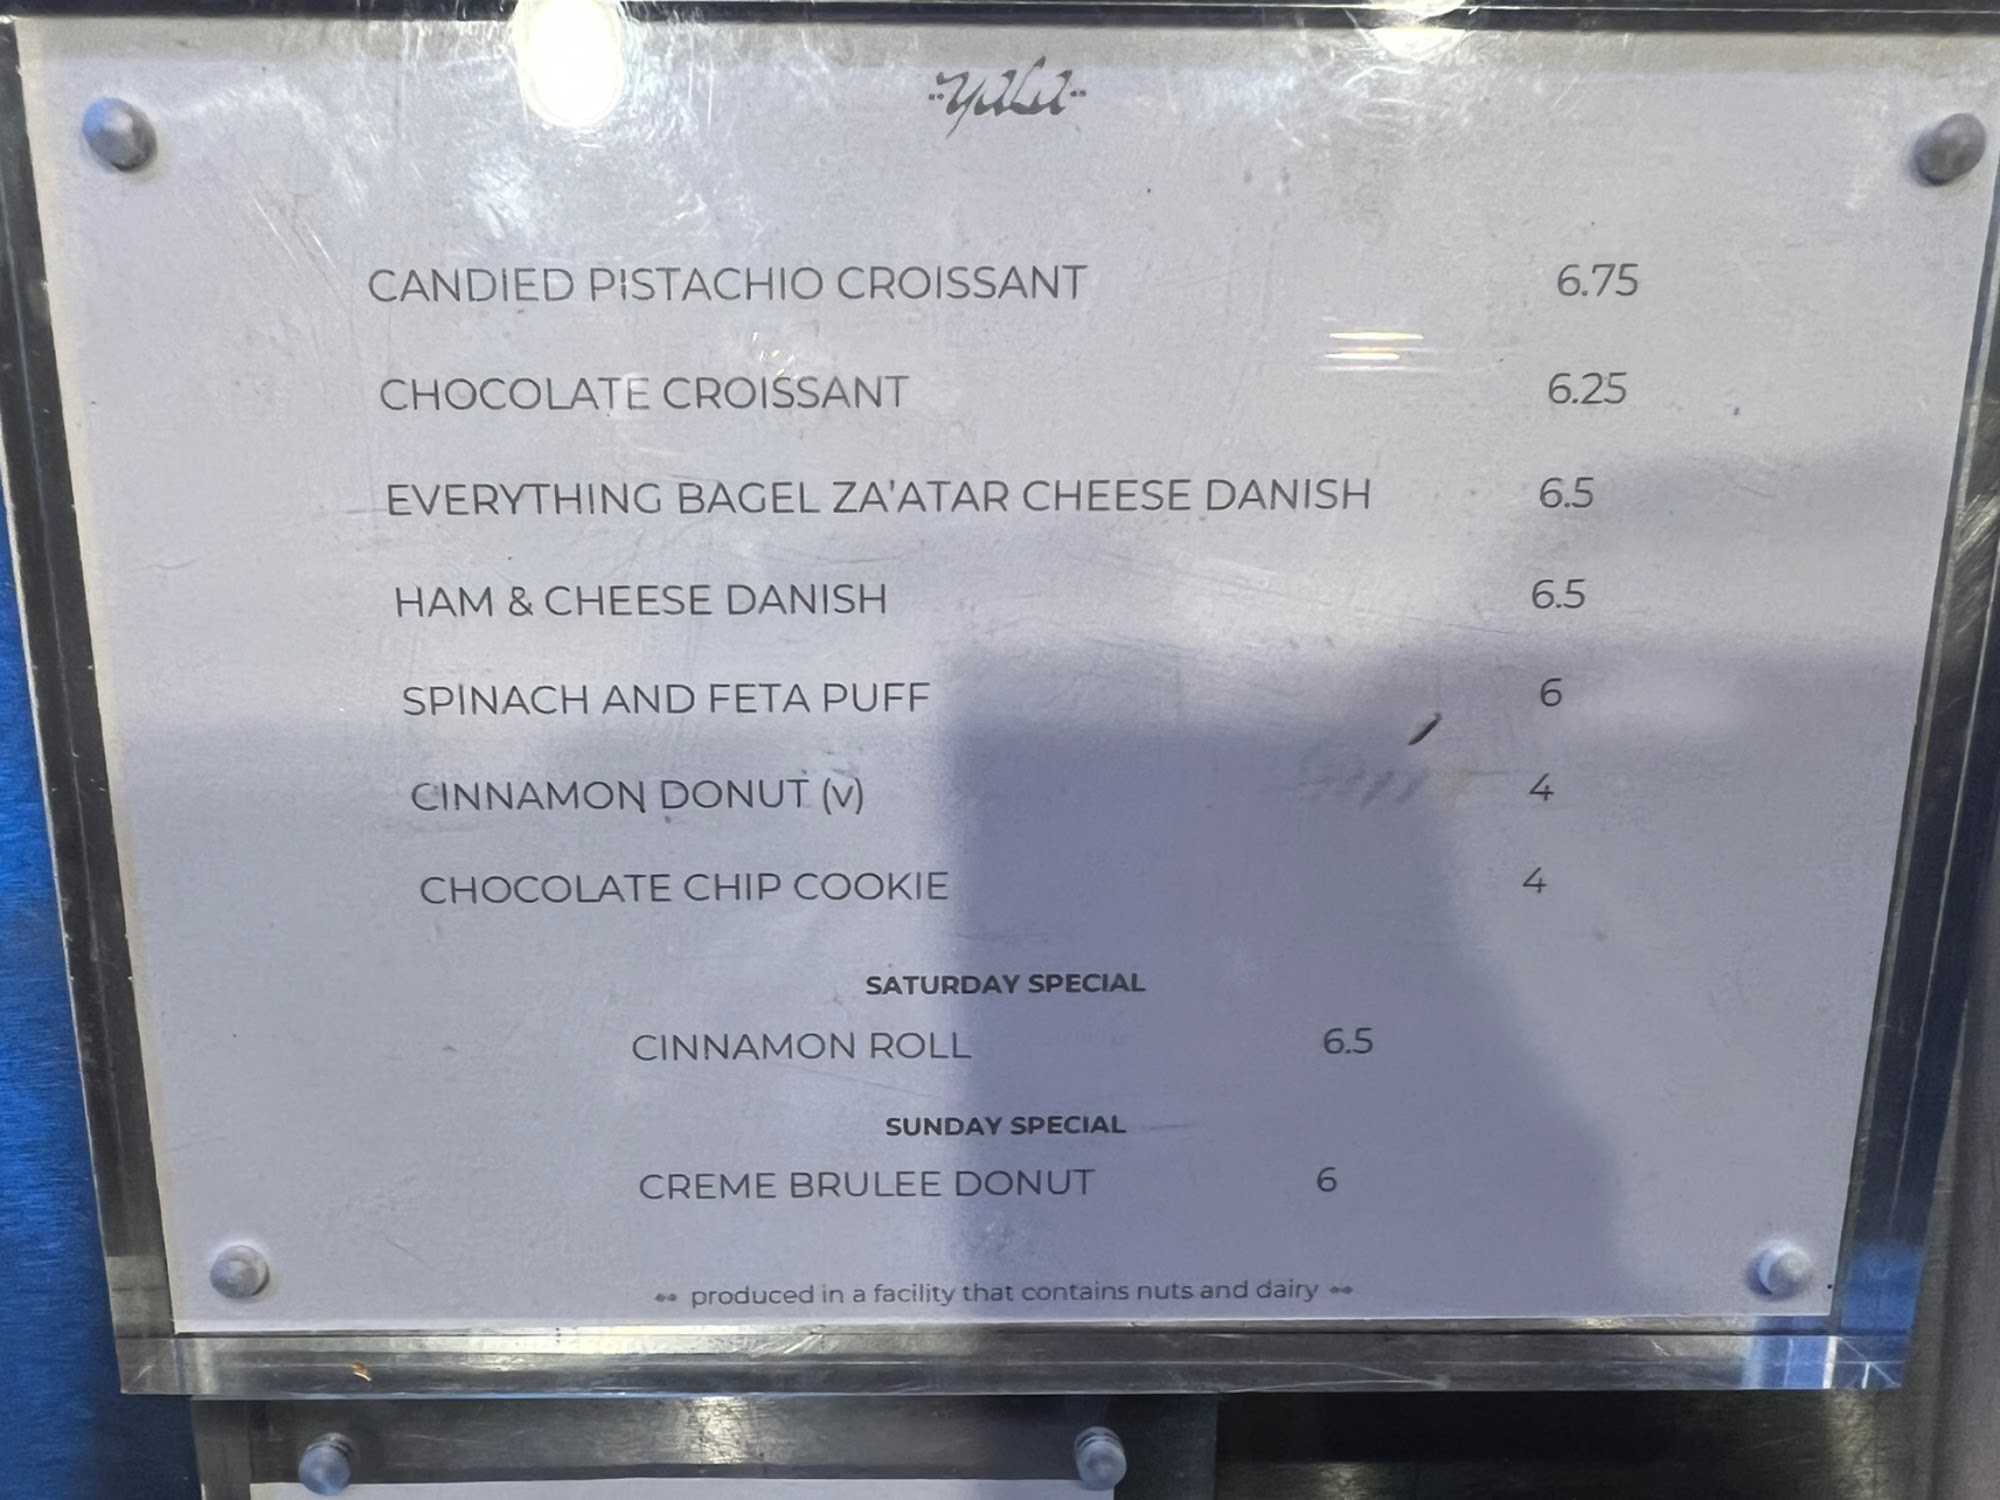 yala
CANDIED PISTACHIO CROISSANT 6.75
CHOCOLATE CROISSANT 6.25
EVERYTHING BAGEL ZA'ATAR CHEESE DANISH 6.5
HAM & CHEESE DANISH 6.5
SPINACH AND FETA PUFF 6
CINNAMON DONUT (v) 4
CHOCOLATE CHIP COOKIE 4
SATURDAY SPECIAL
CINNAMON ROLL 6.5
SUNDAY SPECIAL
CREME BRULEE DONUT 6
produced in a facility that contains nuts and dairy